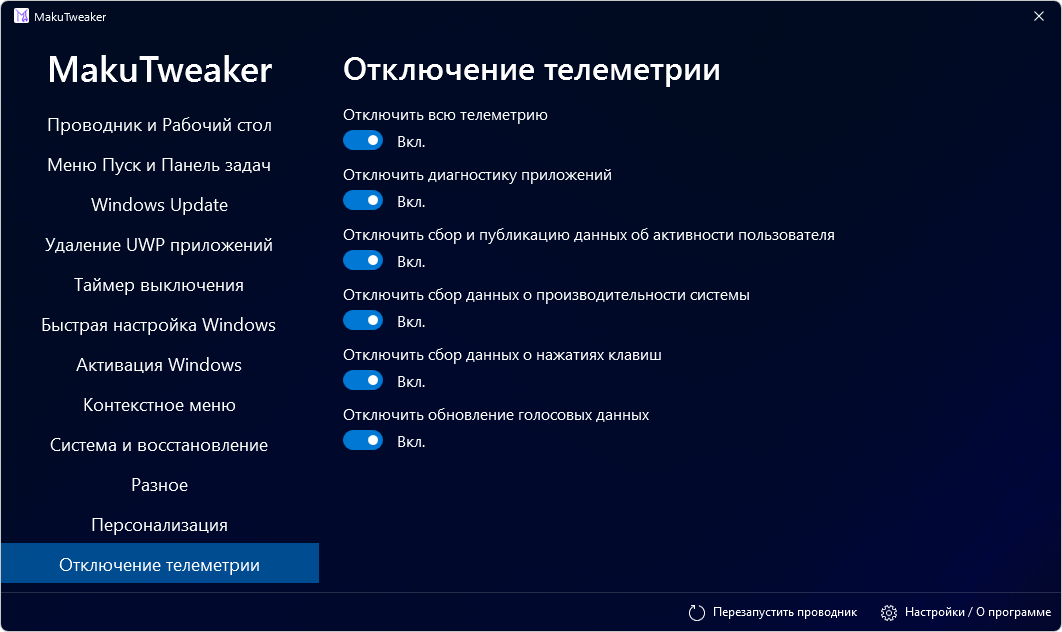 MakuTweaker
MakuTweaker
Проводник и Рабочий стол
Меню Пуск и Панель задач
Windows Update
Удаление UWP приложений
Таймер выключения
Быстрая настройка Windows
Активация Windows
Контекстное меню
Система и восстановление
Разное
Персонализация
Отключение телеметрии
Отключение телеметрии
Отключить всю телеметрию
Вкл.
Отключить диагностику приложений
Вкл.
Отключить сбор и публикацию данных об активности пользователя
Вкл.
Отключить сбор данных о производительности системы
Вкл.
Отключить сбор данных о нажатиях клавиш
Вкл.
Отключить обновление голосовых данных
Вкл.
Перезапустить проводник
Настройки / О программе